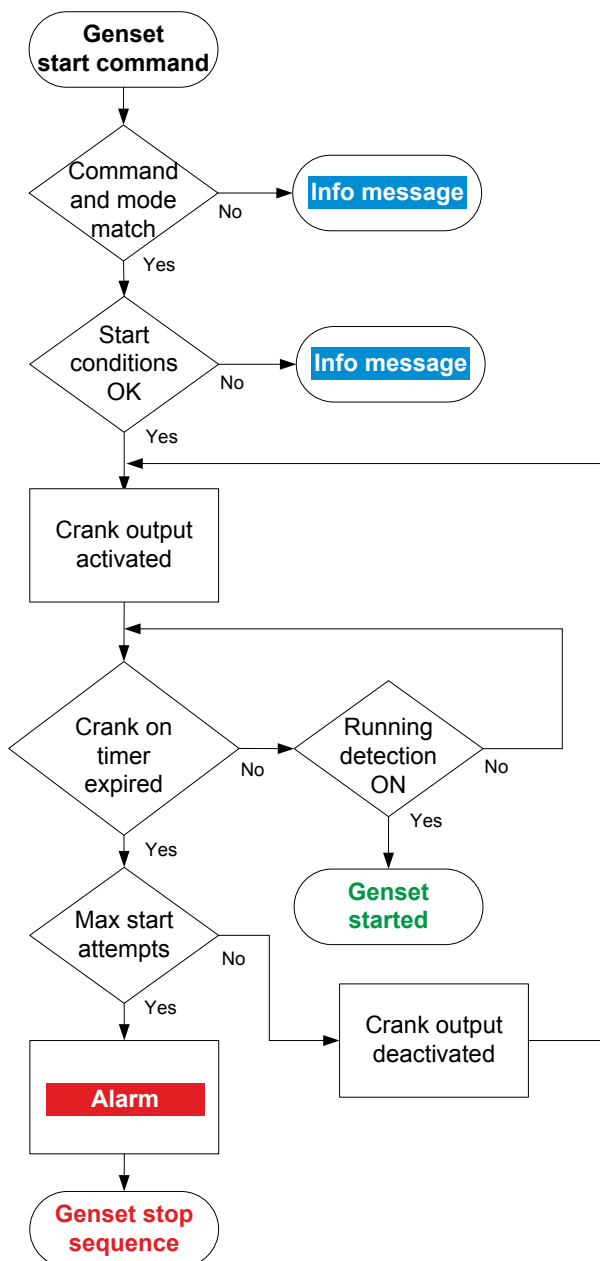 Genset
start command
Command
and mode
match
No
Info message
Yes
Start
conditions
OK
No
Info message
Yes
Crank output
activated
Crank on
timer
expired
No
Running
detection
ON
No
Yes
Yes
Genset
started
Max start
attempts
No
Yes
Crank output
deactivated
Alarm
Genset stop
sequence